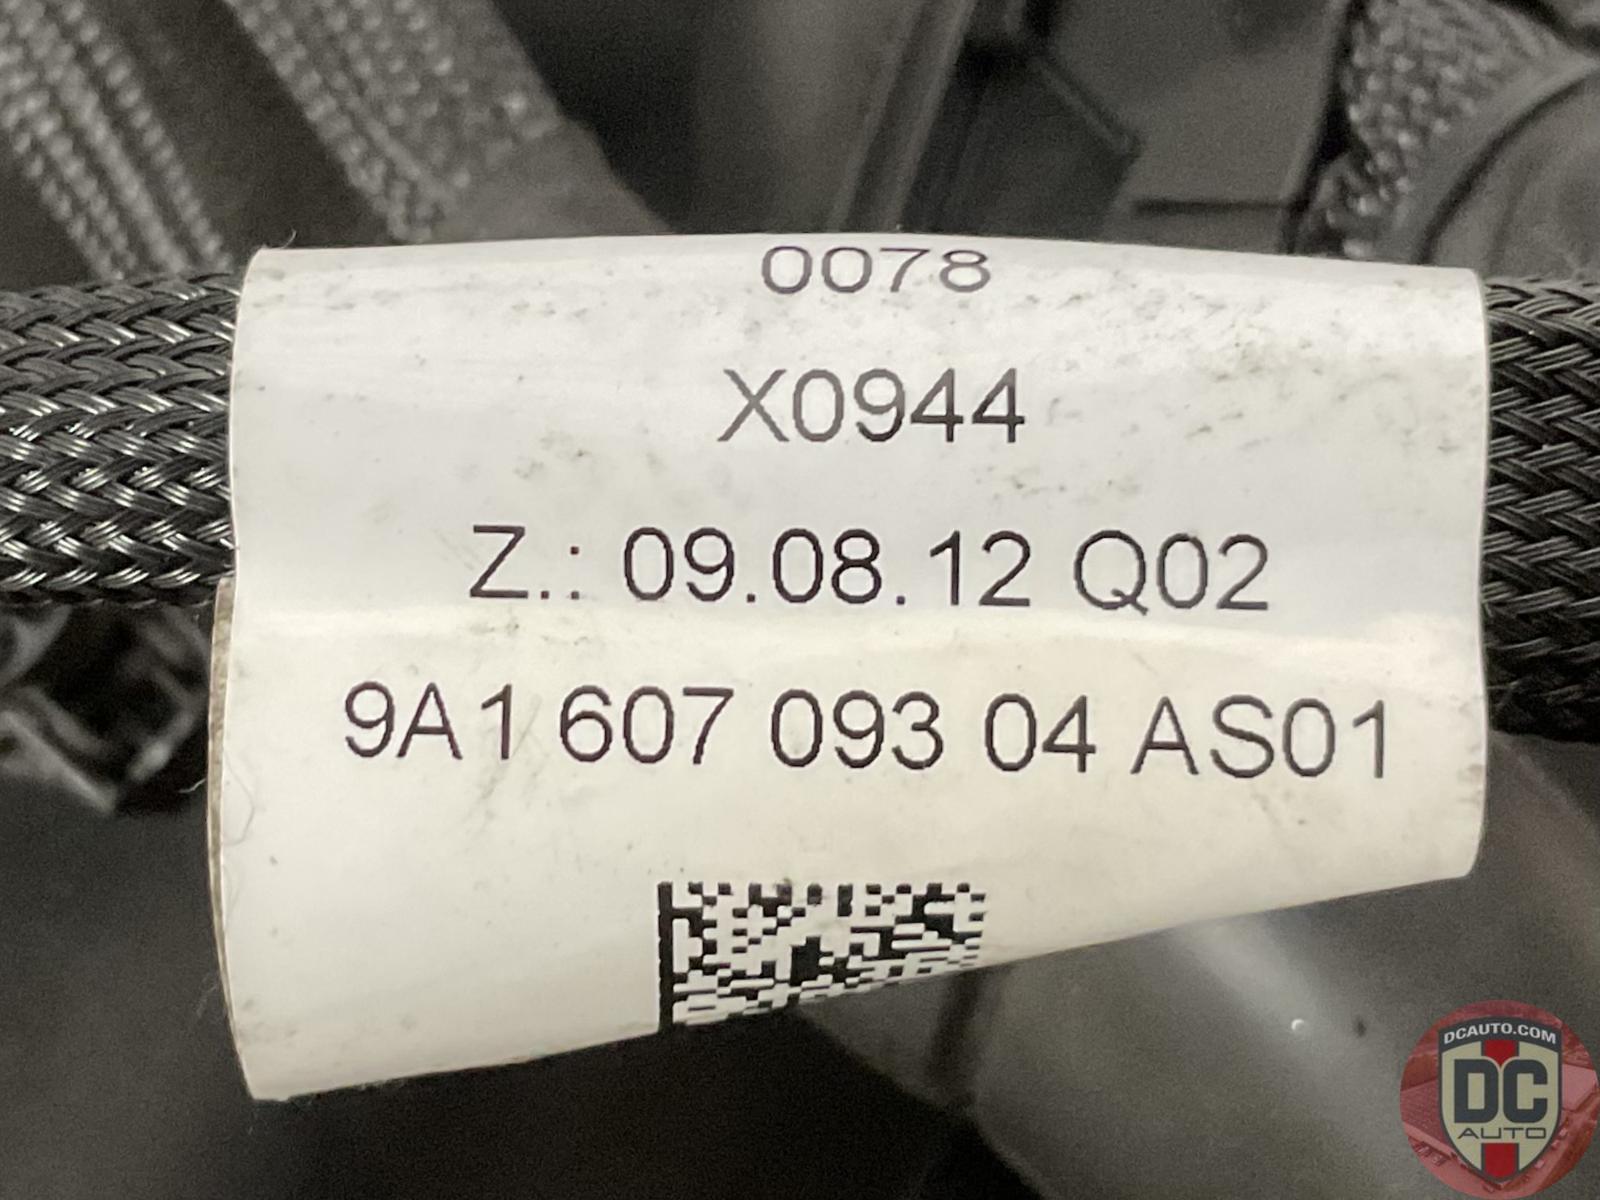 0078
X0944
Z.: 09.08.12 Q02
9A1 607 093 04 AS01
DCAUTO.COM
DC
AUTO